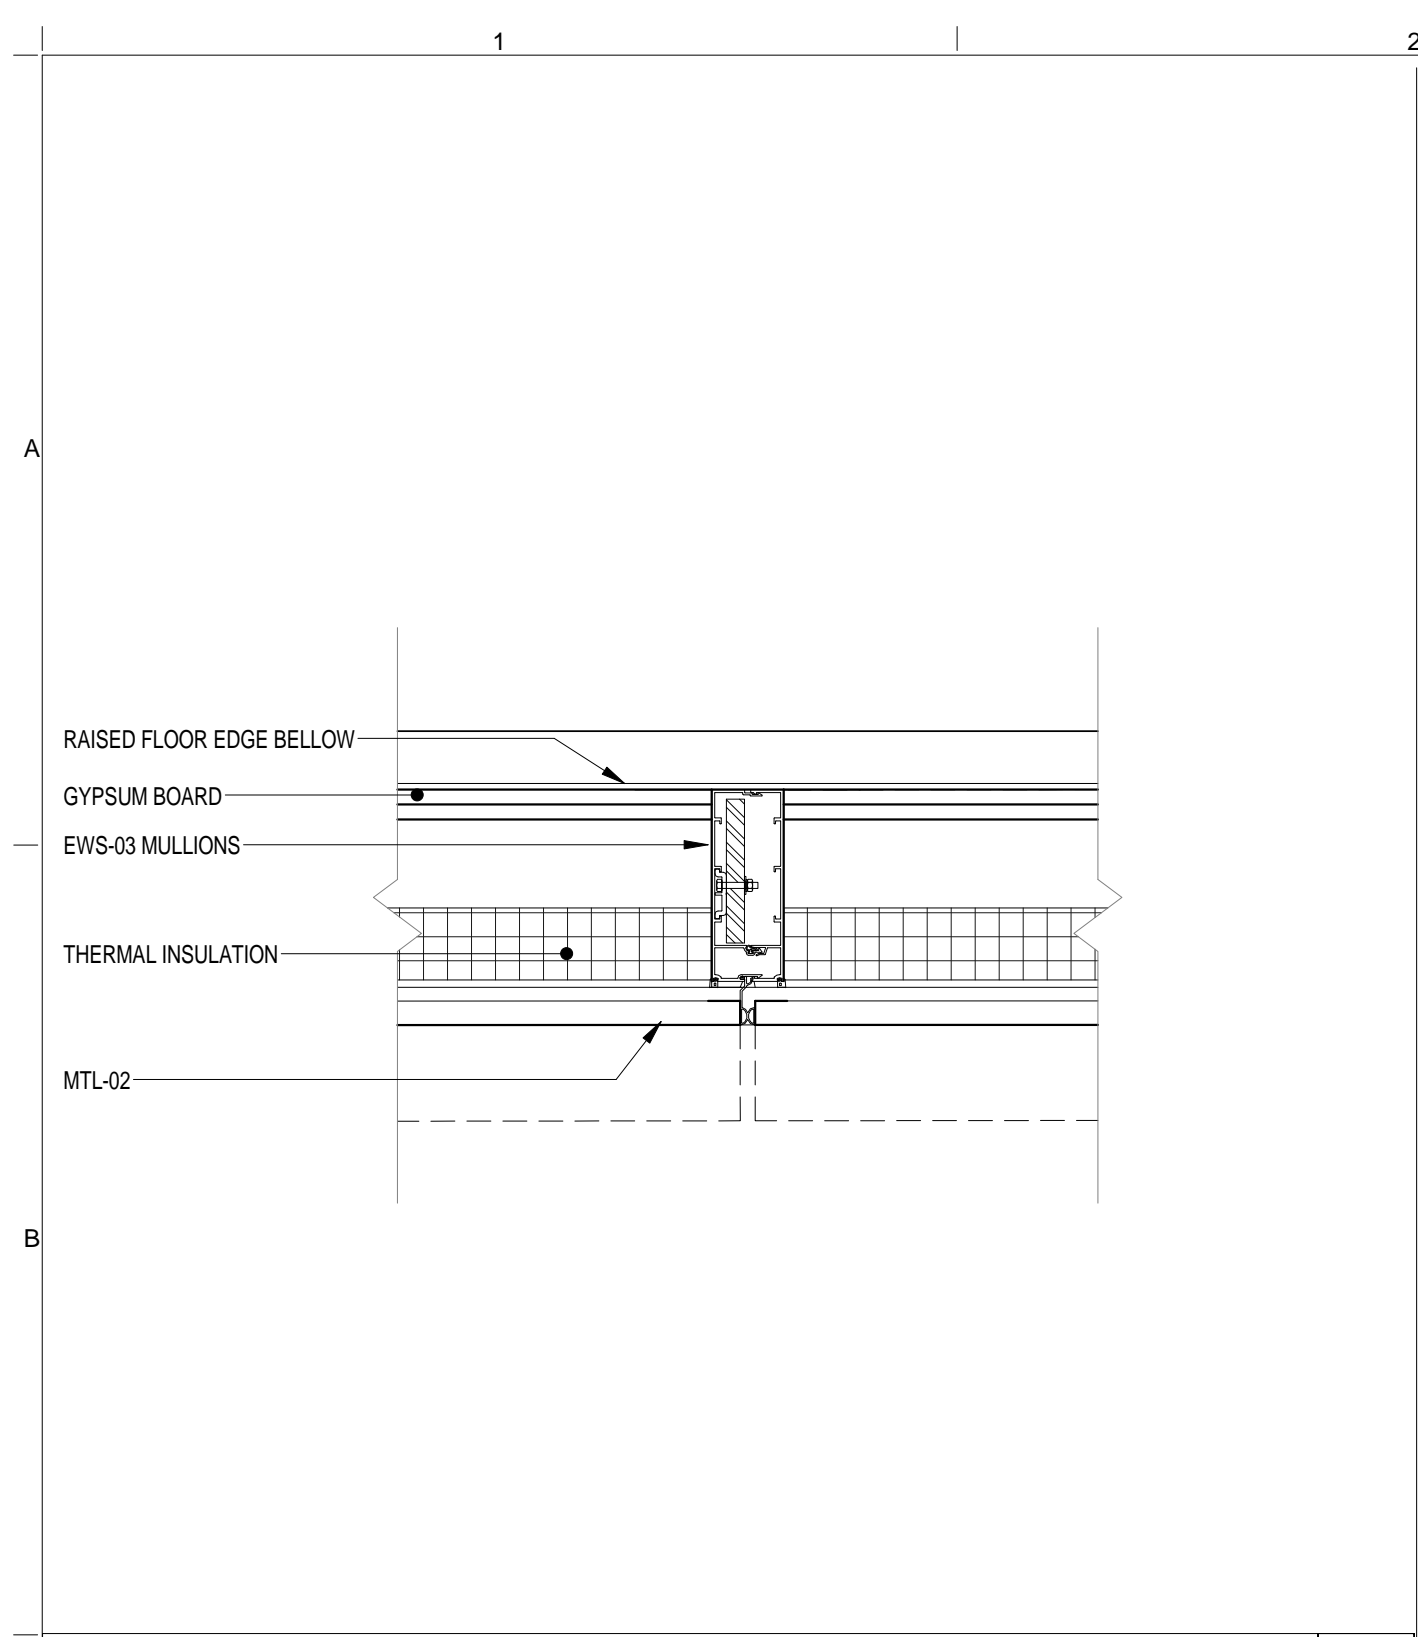 1
2
A
RAISED FLOOR EDGE BELLOW
GYPSUM BOARD
EWS-03 MULLIONS
THERMAL INSULATION
MTL-02
B